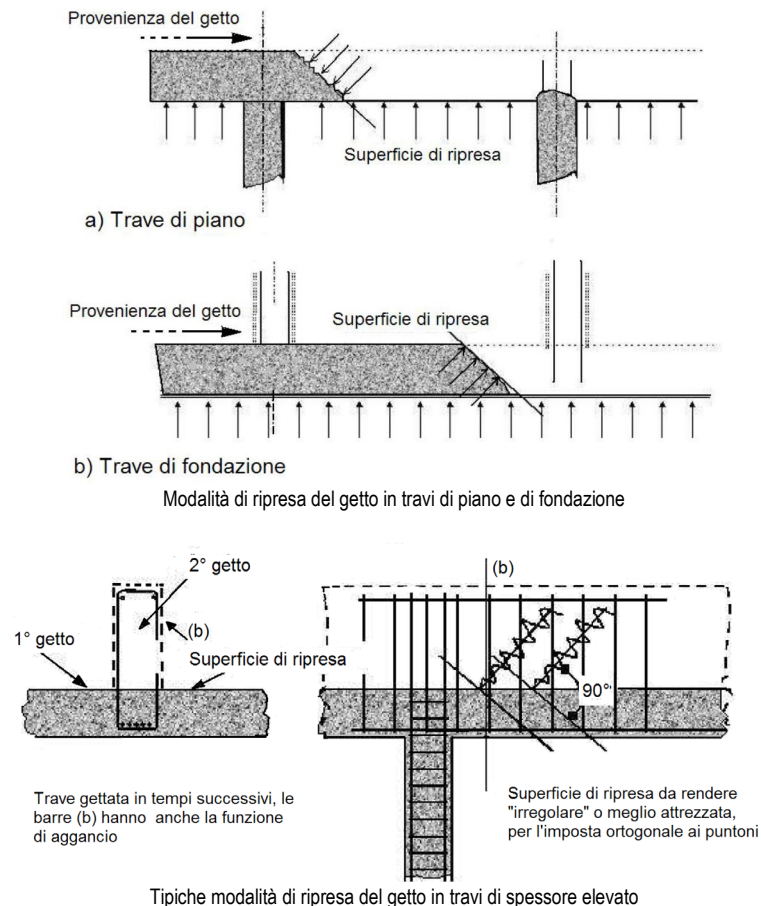 Provenienza del getto
Superficie di ripresa
a) Trave di piano
Provenienza del getto
Superficie di ripresa
b) Trave di fondazione
Modalità di ripresa del getto in travi di piano e di fondazione
2° getto
(b)
1° getto
Superficie di ripresa
(b)
90°
Trave gettata in tempi successivi, le
barre (b) hanno anche la funzione
di aggancio
Superficie di ripresa da rendere
"irregolare" o meglio attrezzata,
per l'imposta ortogonale ai puntoni
Tipiche modalità di ripresa del getto in travi di spessore elevato